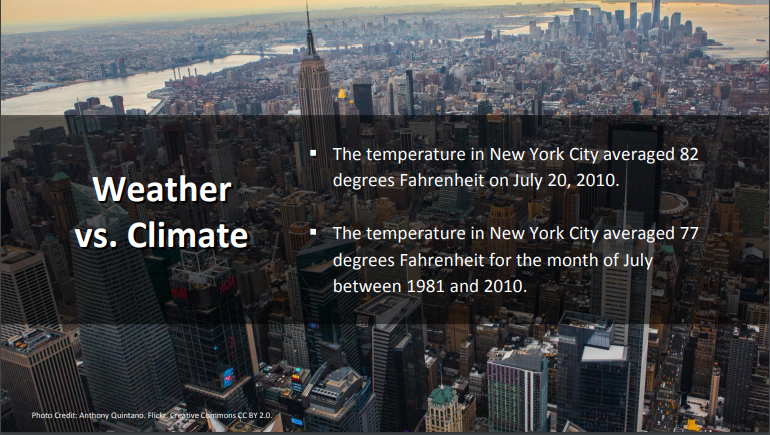 Weather
vs. Climate
▪ The temperature in New York City averaged 82
degrees Fahrenheit on July 20, 2010.
▪ The temperature in New York City averaged 77
degrees Fahrenheit for the month of July
between 1981 and 2010.
Photo Credit: Anthony Quintano. Flickr. Creative Commons CC BY 2.0.